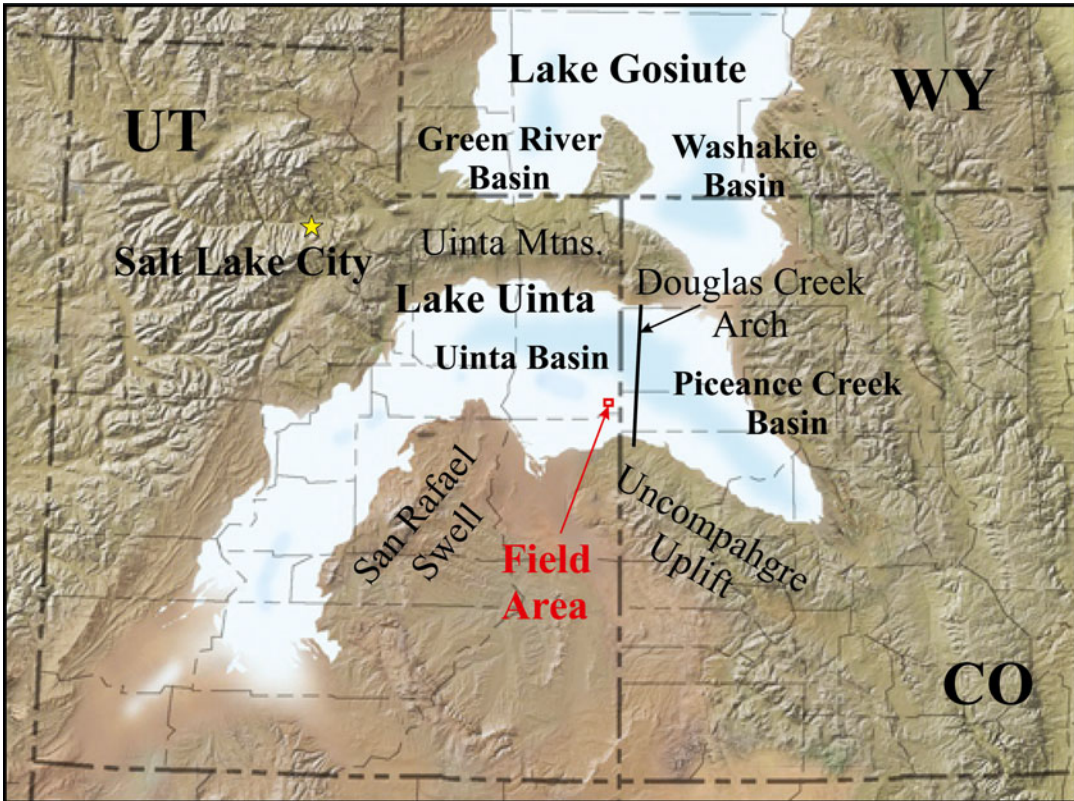 Lake Gosiute
WY
UT
Green River
Basin
Washakie
Basin
Salt Lake City
Uinta Mtns.
Lake Uinta
Douglas Creek
Arch
Uinta Basin
Piceance Creek
Basin
San Rafael
Swell
Uncompahgre
Uplift
Field
Area
CO